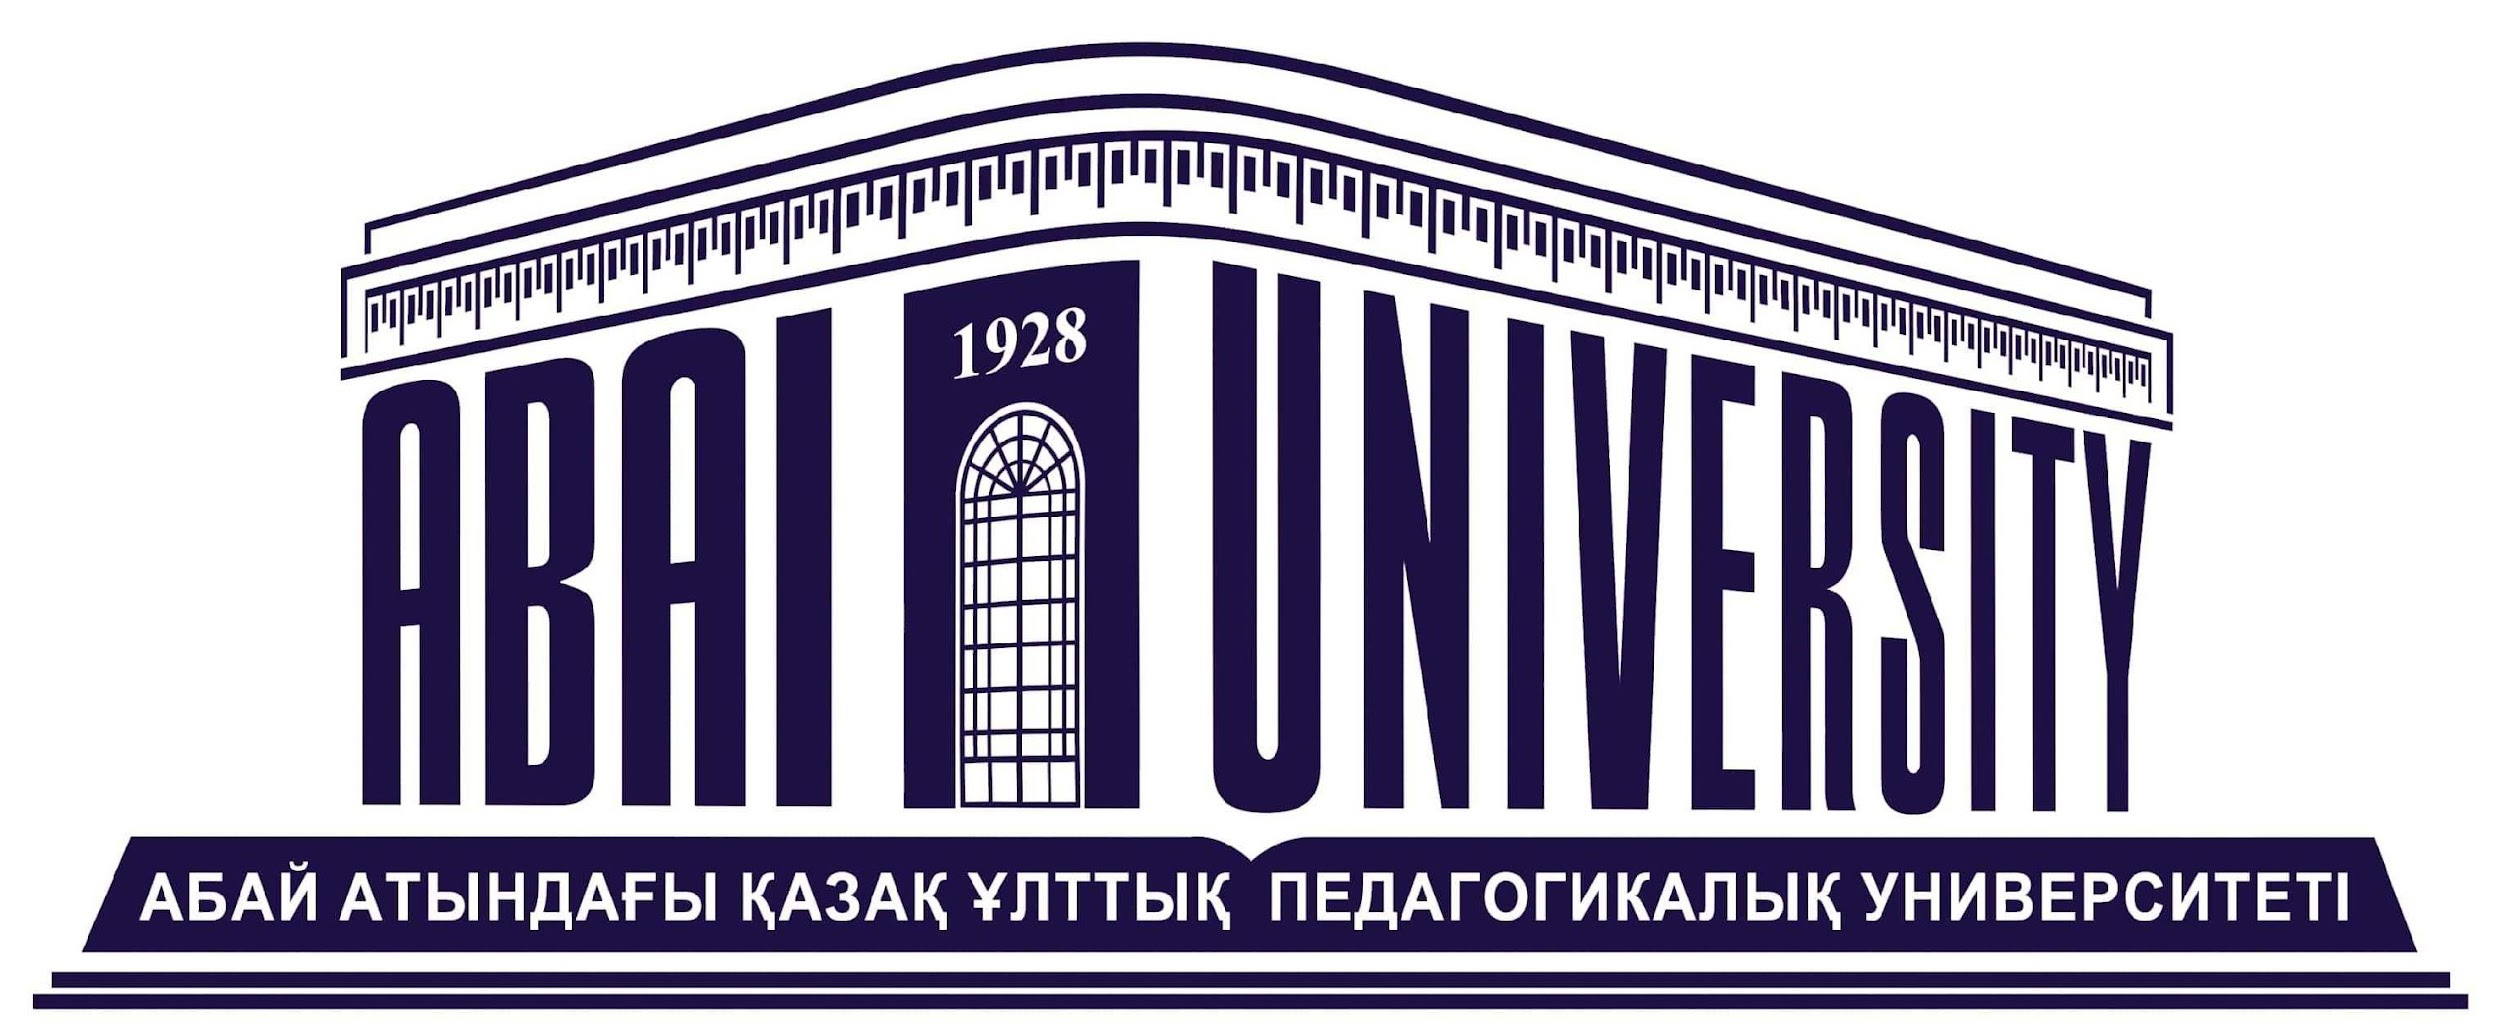 1928
ABAI UNIVERSITY
АБАЙ АТЫНДАҒЫ ҚАЗАҚ ҰЛТТЫҚ ПЕДАГОГИКАЛЫҚ УНИВЕРСИТЕТІ